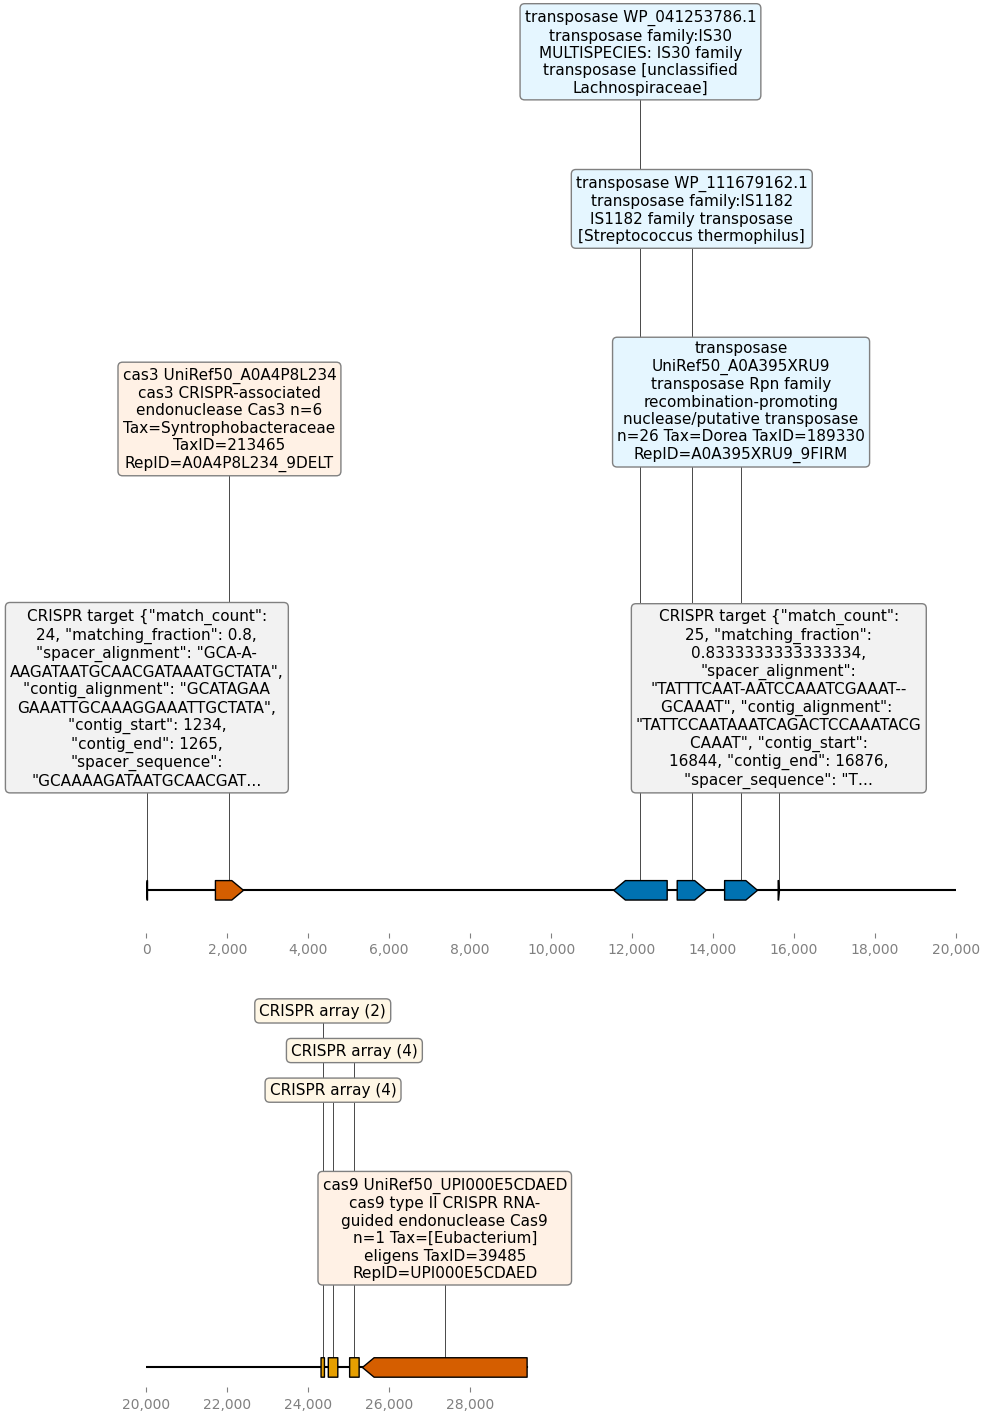 transposase WP_041253786.1
transposase family:IS30
MULTISPECIES: IS30 family
transposase [unclassified
Lachnospiraceae]
transposase WP_111679162.1
transposase family:IS1182
IS1182 family transposase
[Streptococcus thermophilus]
transposase
UniRef50_A0A395XRU9
transposase Rpn family
recombination-promoting
nuclease/putative transposase
n=26 Tax=Dorea TaxID=189330
RepID=A0A395XRU9_9FIRM
cas3 UniRef50_A0A4P8L234
cas3 CRISPR-associated
endonuclease Cas3 n=6
Tax=Syntrophobacteraceae
TaxID=213465
RepID=A0A4P8L234_9DELT
CRISPR target {"match_count":
24, "matching_fraction": 0.8,
"spacer_alignment": "GCA-A-
AAGATAATGCAACGATAAATGCTATA",
"contig_alignment": "GCATAGAA
GAAATTGCAAAGGAAATTGCTATA",
"contig_start": 1234,
"contig_end": 1265,
"spacer_sequence":
"GCAAAAGATAATGCAACGAT...
CRISPR target {"match_count":
25, "matching_fraction":
0.8333333333333334,
"spacer_alignment":
"TATTTCAAT-AATCCAAATCGAAAT--
GCAAAT", "contig_alignment":
"TATTCCAATAAATCAGACTCCAAATACG
CAAAT", "contig_start":
16844, "contig_end": 16876,
"spacer_sequence": "T...
0 2,000 4,000 6,000 8,000 10,000 12,000 14,000 16,000 18,000 20,000
CRISPR array (2)
CRISPR array (4)
CRISPR array (4)
cas9 UniRef50_UPI000E5CDAED
cas9 type II CRISPR RNA-
guided endonuclease Cas9
n=1 Tax=[Eubacterium]
eligens TaxID=39485
RepID=UPI000E5CDAED
20,000 22,000 24,000 26,000 28,000